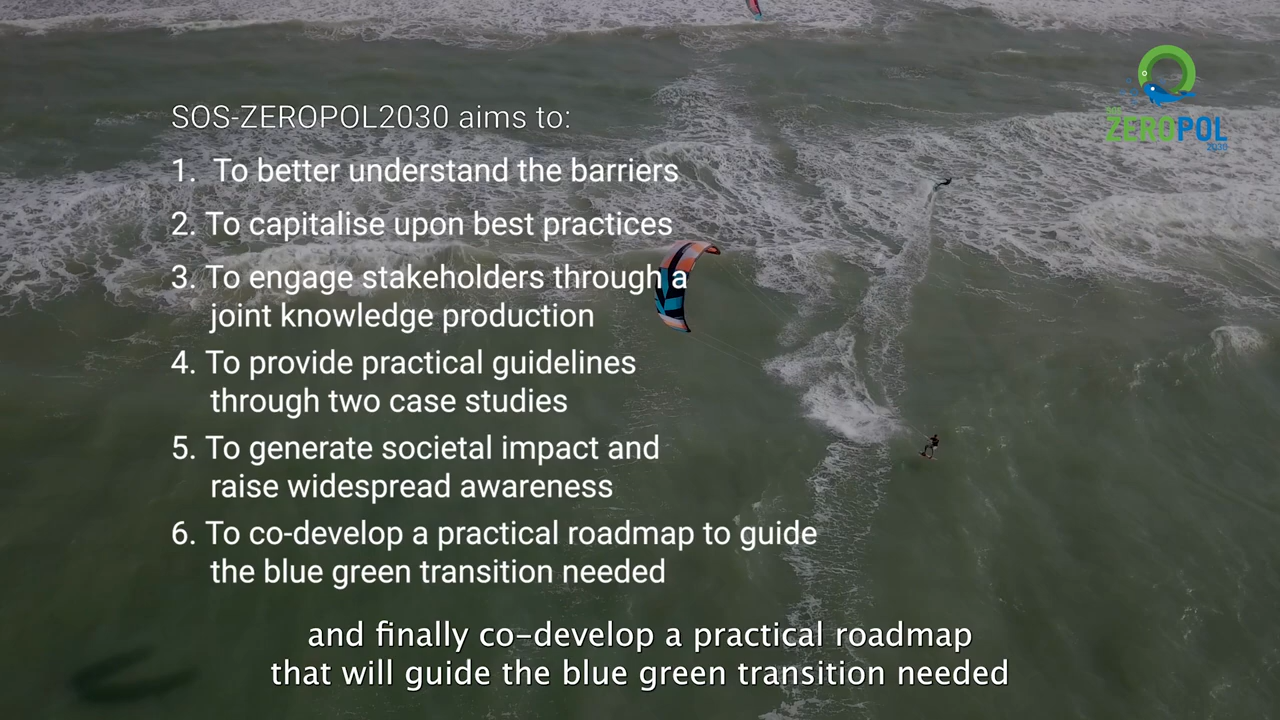 SOS-ZEROPOL2030 aims to:
1. To better understand the barriers
2. To capitalise upon best practices
3. To engage stakeholders through a
joint knowledge production
4. To provide practical guidelines
through two case studies
5. To generate societal impact and
raise widespread awareness
6. To co-develop a practical roadmap to guide
the blue green transition needed
SOS
ZEROPOL
2030
and finally co-develop a practical roadmap
that will guide the blue green transition needed